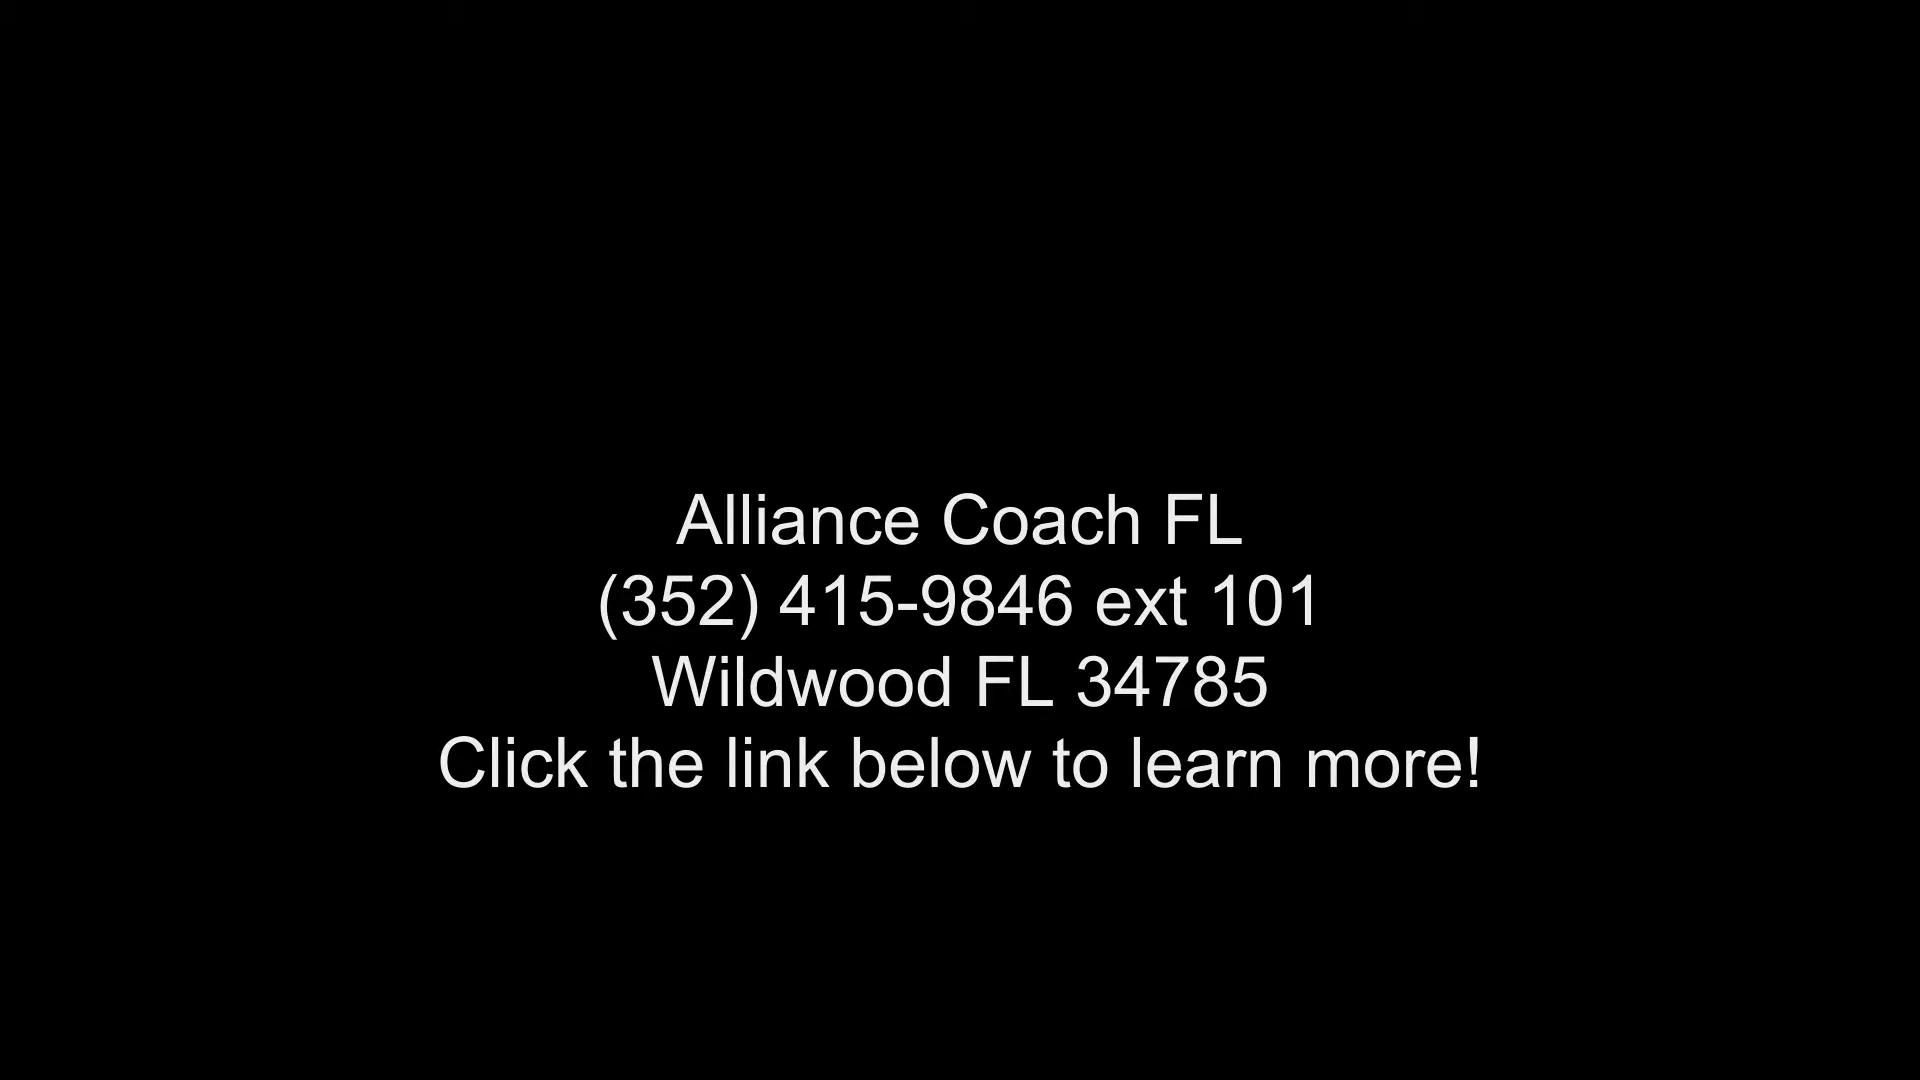 Alliance Coach FL
(352) 415-9846 ext 101
Wildwood FL 34785
Click the link below to learn more!